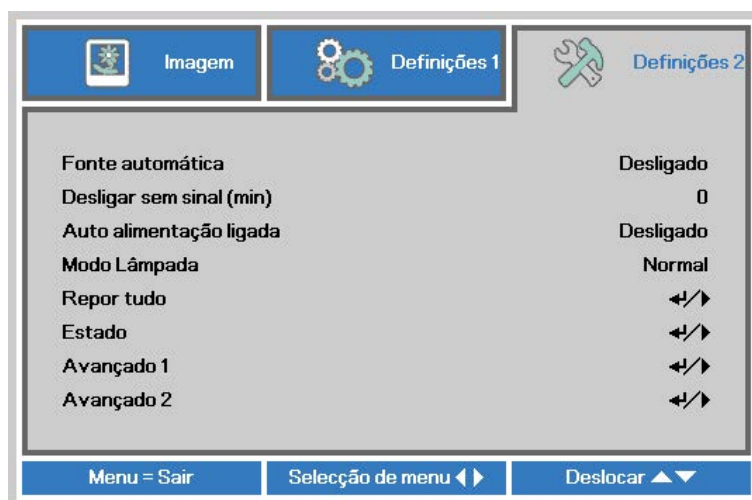 Imagem
Definições 1
Definições 2
Fonte automática Desligado
Desligar sem sinal (min) 0
Auto alimentação ligada Desligado
Modo Lâmpada Normal
Repor tudo
Estado
Avançado 1
Avançado 2
Menu = Sair
Selecção de menu
Deslocar